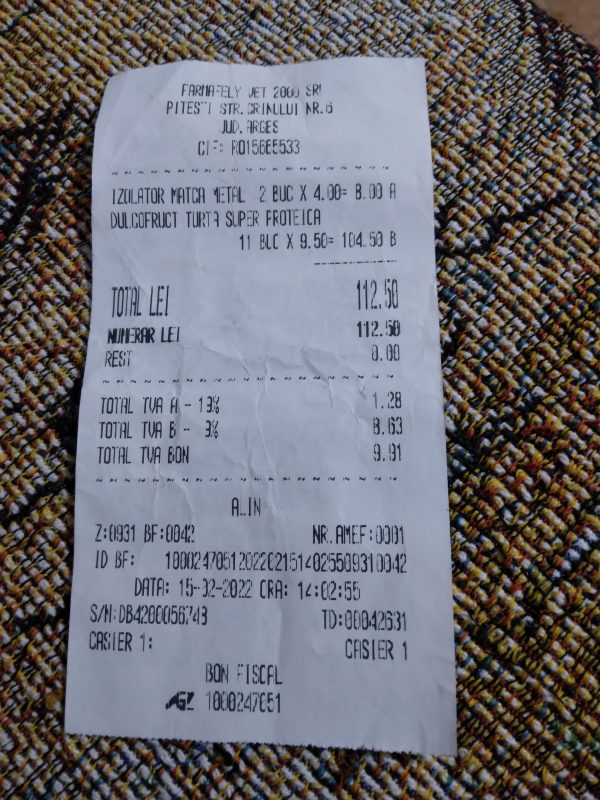 FARMAFELY VET 2000 SRL
PITESTI STR. CRINULUI NR.6
JUD. ARGES
CIF: RO15665533
IZOLATOR MATCA METAL 2 BUC X 4.00= 8.00 A
DULCOFRUCT TURTA SUPER PROTEICA
11 BUC X 9.50= 104.50 B
TOTAL LEI 112.50
NUMERAR LEI 112.50
REST 0.00
TOTAL TVA A - 19% 1.28
TOTAL TVA B - 9% 8.63
TOTAL TVA BON 9.91
Z:0931 BF:0042 NR.AMEF:0001
ID BF: 10002470512022021514025509310042
DATA: 15-02-2022 ORA: 14:02:55
S/N:DB4200056743 TD:00042631
CASIER 1: CASIER 1
BON FISCAL
1000247051